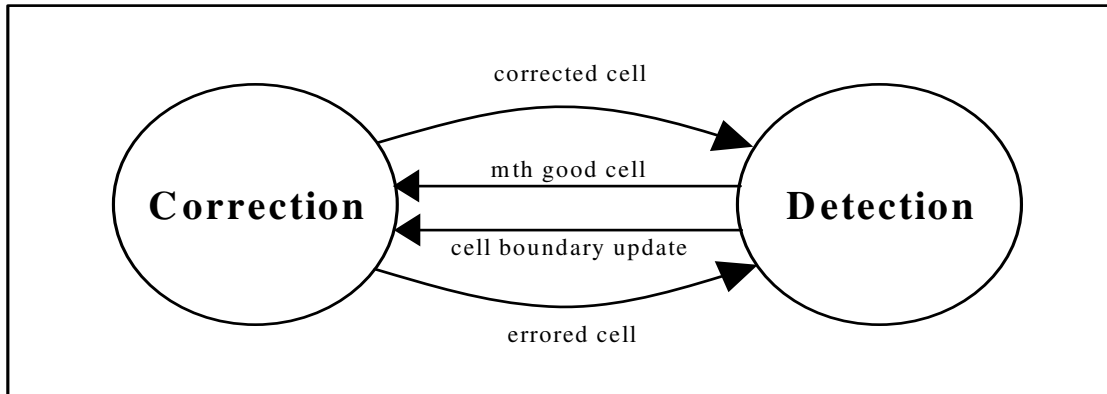 corrected cell
mth good cell
Correction
Detection
cell boundary update
errored cell